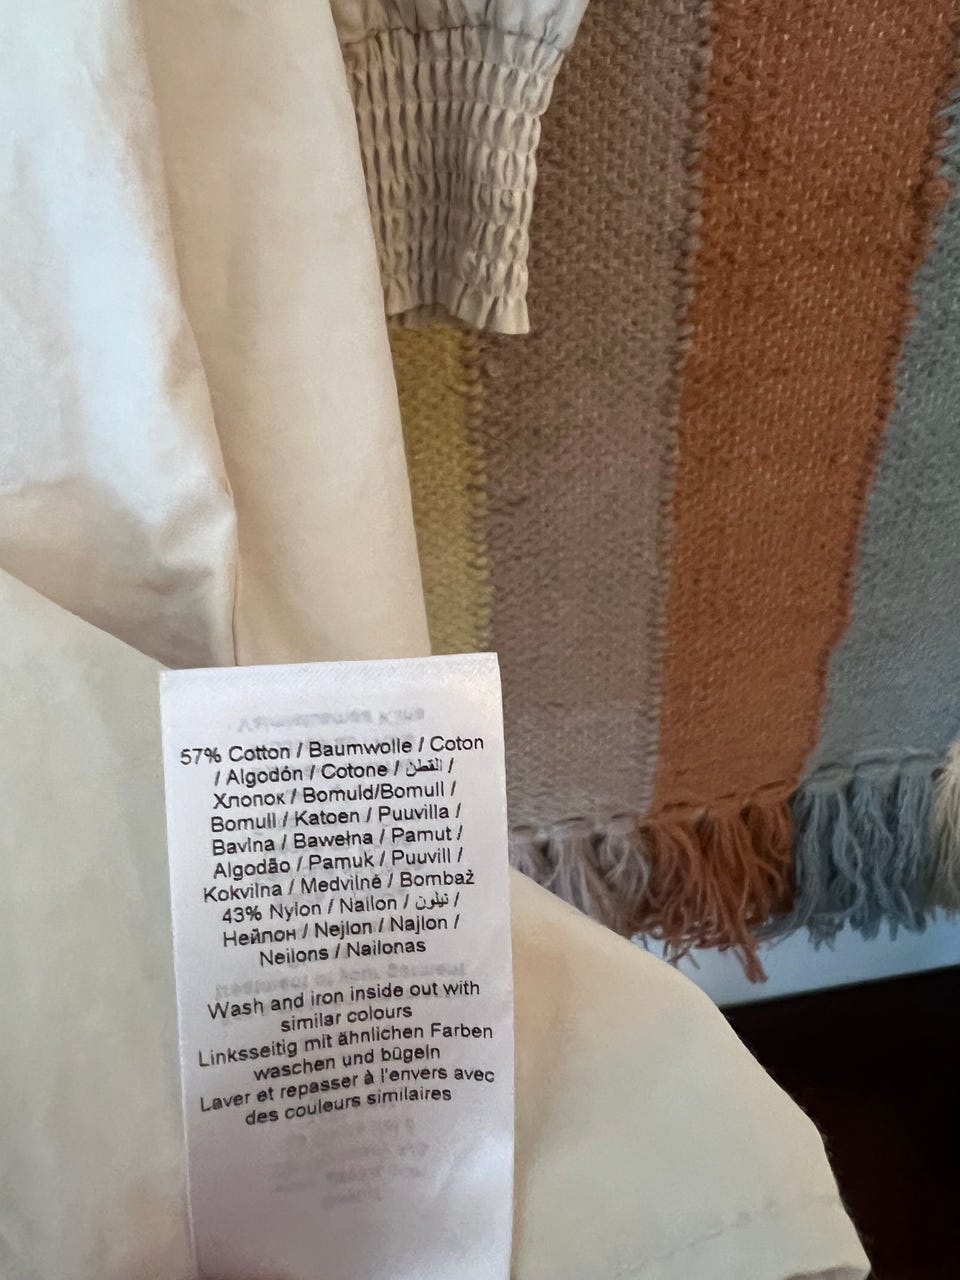 57% Cotton / Baumwolle / Coton
/ Algodón / Cotone / القطن /
Хлопок / Bomuld/Bomull /
Bomull / Katoen / Puuvilla /
Bavlna / Bawełna / Pamut /
Algodão / Pamuk / Puuvill /
Kokvilna / Medvilnė / Bombaž
43% Nylon / Nailon / نيلون /
Нейлон / Nejlon / Najlon /
Neilons / Nailonas
Wash and iron inside out with
similar colours
Linksseitig mit ähnlichen Farben
waschen und bügeln
Laver et repasser à l'envers avec
des couleurs similaires